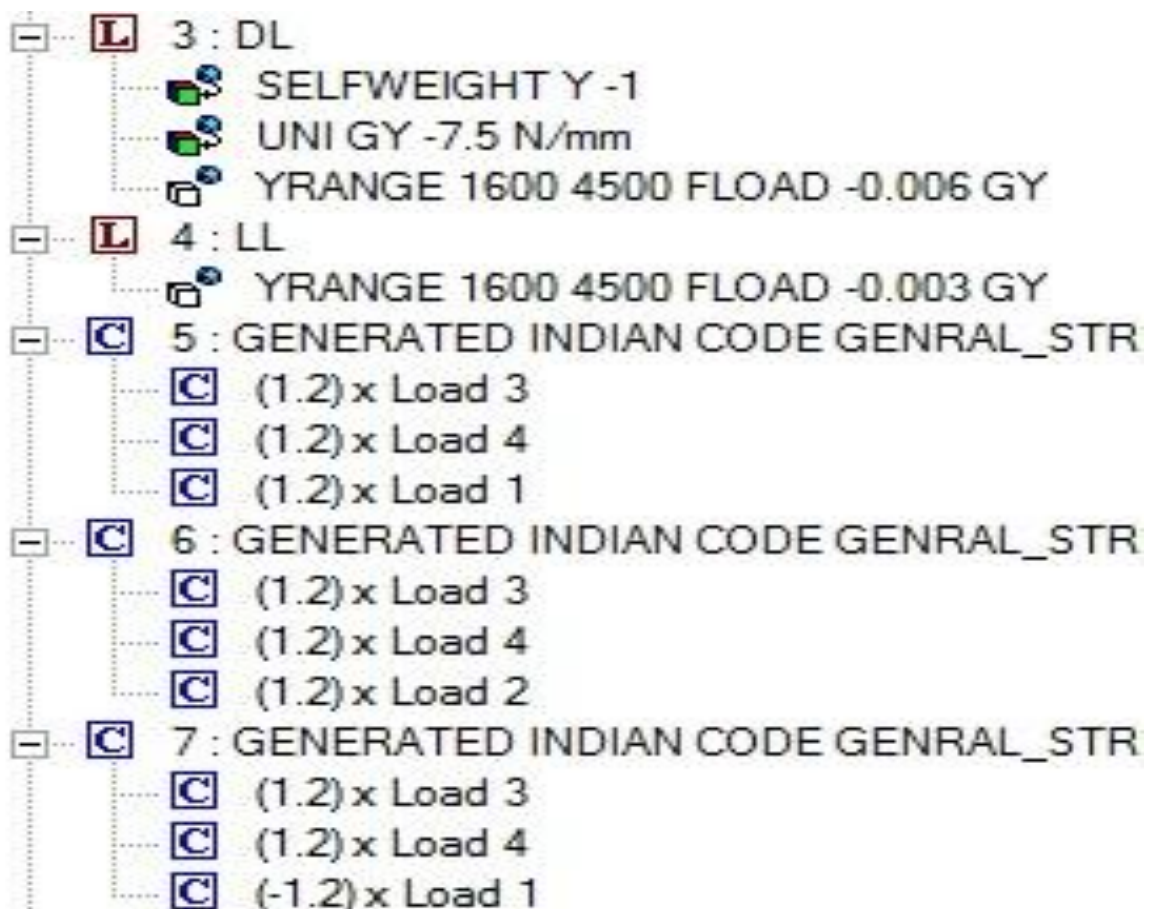 L 3 : DL
SELFWEIGHT Y -1
UNI GY -7.5 N/mm
YRANGE 1600 4500 FLOAD -0.006 GY
L 4 : LL
YRANGE 1600 4500 FLOAD -0.003 GY
C 5 : GENERATED INDIAN CODE GENRAL_STR
C (1.2) x Load 3
C (1.2) x Load 4
C (1.2) x Load 1
C 6 : GENERATED INDIAN CODE GENRAL_STR
C (1.2) x Load 3
C (1.2) x Load 4
C (1.2) x Load 2
C 7 : GENERATED INDIAN CODE GENRAL_STR
C (1.2) x Load 3
C (1.2) x Load 4
C (-1.2) x Load 1